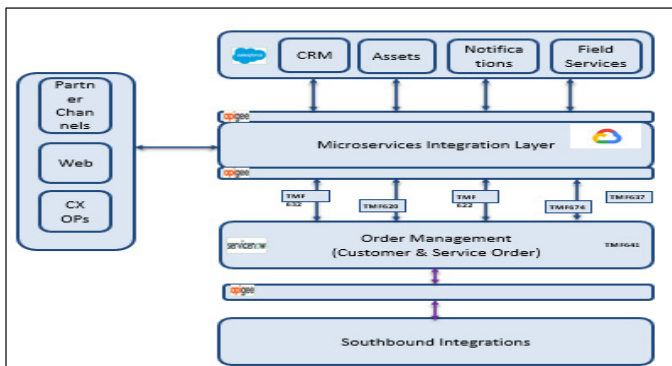 salesforce
CRM
Assets
Notifica
tions
Field
Services
Partn
er
Chan
nels
Web
CX
OPs
apigee
Microservices Integration Layer
apigee
TMF
632
TMF620
TMF
622
TMF674
TMF637
servicenow
Order Management
(Customer & Service Order)
TMF641
apigee
Southbound Integrations